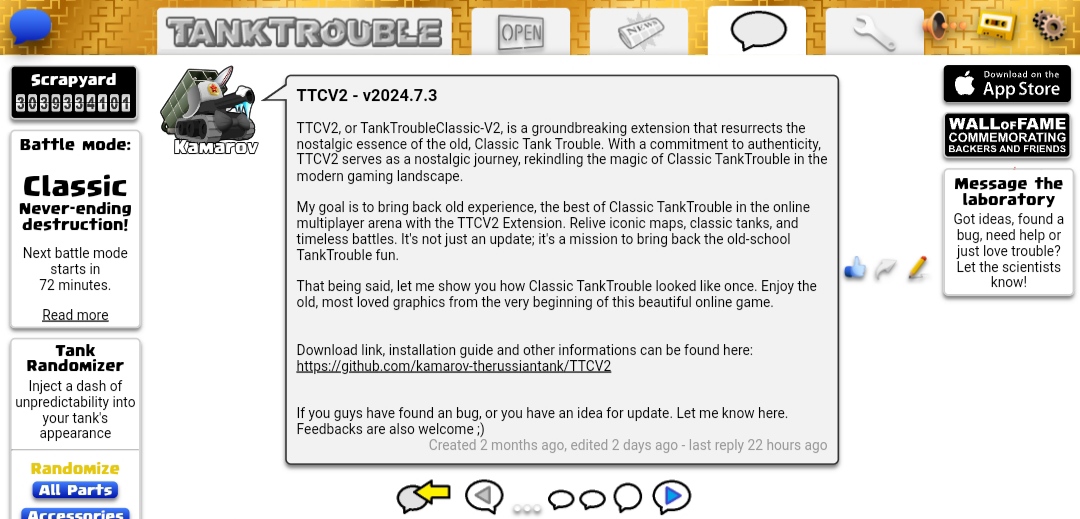 TANKTROUBLE
OPEN
NEWS
Scrapyard
3039334101
Battle mode:
Classic
Never-ending
destruction!
Next battle mode
starts in
72 minutes.
Read more
Tank
Randomizer
Inject a dash of
unpredictability into
your tank's
appearance
Randomize
All Parts
Accessories
Kamarov
TTCV2 - v2024.7.3
TTCV2, or TankTroubleClassic-V2, is a groundbreaking extension that resurrects the
nostalgic essence of the old, Classic Tank Trouble. With a commitment to authenticity,
TTCV2 serves as a nostalgic journey, rekindling the magic of Classic TankTrouble in the
modern gaming landscape.
My goal is to bring back old experience, the best of Classic TankTrouble in the online
multiplayer arena with the TTCV2 Extension. Relive iconic maps, classic tanks, and
timeless battles. It's not just an update; it's a mission to bring back the old-school
TankTrouble fun.
That being said, let me show you how Classic TankTrouble looked like once. Enjoy the
old, most loved graphics from the very beginning of this beautiful online game.
Download link, installation guide and other informations can be found here:
https://github.com/kamarov-therussiantank/TTCV2
If you guys have found an bug, or you have an idea for update. Let me know here.
Feedbacks are also welcome ;)
Created 2 months ago, edited 2 days ago - last reply 22 hours ago
Download on the
App Store
WALL OF FAME
COMMEMORATING
BACKERS AND FRIENDS
Message the
laboratory
Got ideas, found a
bug, need help or
just love trouble?
Let the scientists
know!